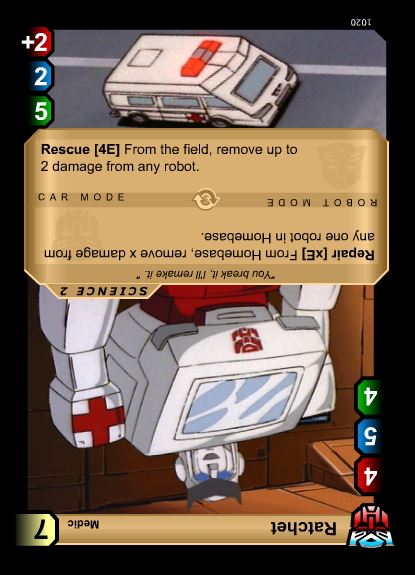 1020
+2
2
5
Rescue [4E] From the field, remove up to
2 damage from any robot.
CAR MODE
ROBOT MODE
Repair [xE] From Homebase, remove x damage from
any one robot in Homebase.
"You break it, I'll remake it. "
SCIENCE 2
4
5
4
Ratchet
Medic
7